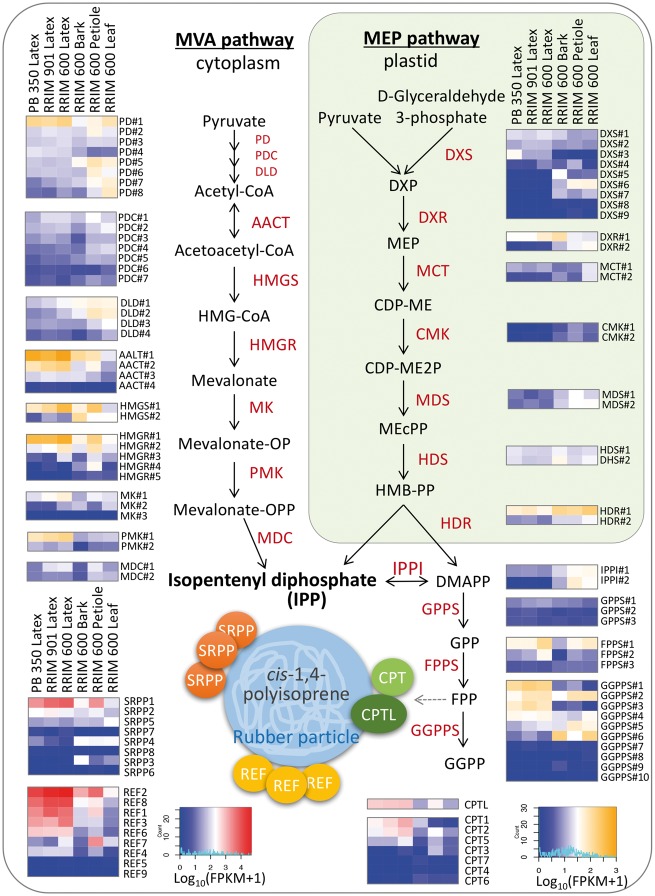 PB 350 Latex
RRIM 901 Latex
RRIM 600 Latex
RRIM 600 Bark
RRIM 600 Petiole
RRIM 600 Leaf
PD#1
PD#2
PD#3
PD#4
PD#5
PD#6
PD#7
PD#8
PDC#1
PDC#2
PDC#3
PDC#4
PDC#5
PDC#6
PDC#7
DLD#1
DLD#2
DLD#3
DLD#4
AALT#1
AACT#2
AACT#3
AACT#4
HMGS#1
HMGS#2
HMGR#1
HMGR#2
HMGR#3
HMGR#4
HMGR#5
MK#1
MK#2
MK#3
PMK#1
PMK#2
MDC#1
MDC#2
MVA pathway
cytoplasm
Pyruvate
PD
PDC
DLD
Acetyl-CoA
AACT
Acetoacetyl-CoA
HMGS
HMG-CoA
HMGR
Mevalonate
MK
Mevalonate-OP
PMK
Mevalonate-OPP
MDC
Isopentenyl diphosphate
(IPP)
MEP pathway
plastid
D-Glyceraldehyde
Pyruvate 3-phosphate
DXS
DXP
DXR
MEP
MCT
CDP-ME
CMK
CDP-ME2P
MDS
MEcPP
HDS
HMB-PP
HDR
IPPI
DMAPP
GPPS
GPP
FPPS
FPP
GGPPS
GGPP
PB 350 Latex
RRIM 901 Latex
RRIM 600 Latex
RRIM 600 Bark
RRIM 600 Petiole
RRIM 600 Leaf
DXS#1
DXS#2
DXS#3
DXS#4
DXS#5
DXS#6
DXS#7
DXS#8
DXS#9
DXR#1
DXR#2
MCT#1
MCT#2
CMK#1
CMK#2
MDS#1
MDS#2
HDS#1
DHS#2
HDR#1
HDR#2
IPPI#1
IPPI#2
GPPS#1
GPPS#2
GPPS#3
FPPS#1
FPPS#2
FPPS#3
GGPPS#1
GGPPS#2
GGPPS#3
GGPPS#4
GGPPS#5
GGPPS#6
GGPPS#7
GGPPS#8
GGPPS#9
GGPPS#10
PB 350 Latex
RRIM 901 Latex
RRIM 600 Latex
RRIM 600 Bark
RRIM 600 Petiole
RRIM 600 Leaf
SRPP1
SRPP2
SRPP5
SRPP7
SRPP4
SRPP8
SRPP3
SRPP6
REF2
REF8
REF1
REF3
REF6
REF7
REF4
REF5
REF9
SRPP
SRPP
SRPP
cis-1,4-
polyisoprene
Rubber particle
CPT
CPTL
REF
REF
REF
Count
0 20 40
0 1 2 3 4
Log10(FPKM+1)
CPTL
CPT1
CPT2
CPT5
CPT3
CPT7
CPT4
CPT6
Count
0 10 20 30
0 1 2 3
Log10(FPKM+1)